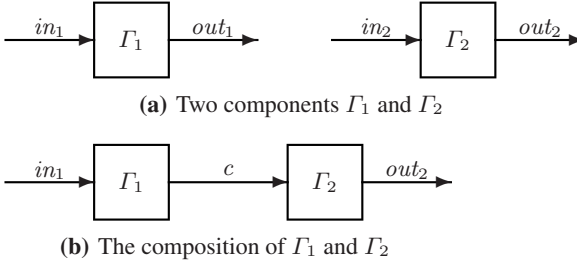 in₁ Γ₁ out₁ in₂ Γ₂ out₂
(a) Two components Γ₁ and Γ₂
in₁ Γ₁ c Γ₂ out₂
(b) The composition of Γ₁ and Γ₂